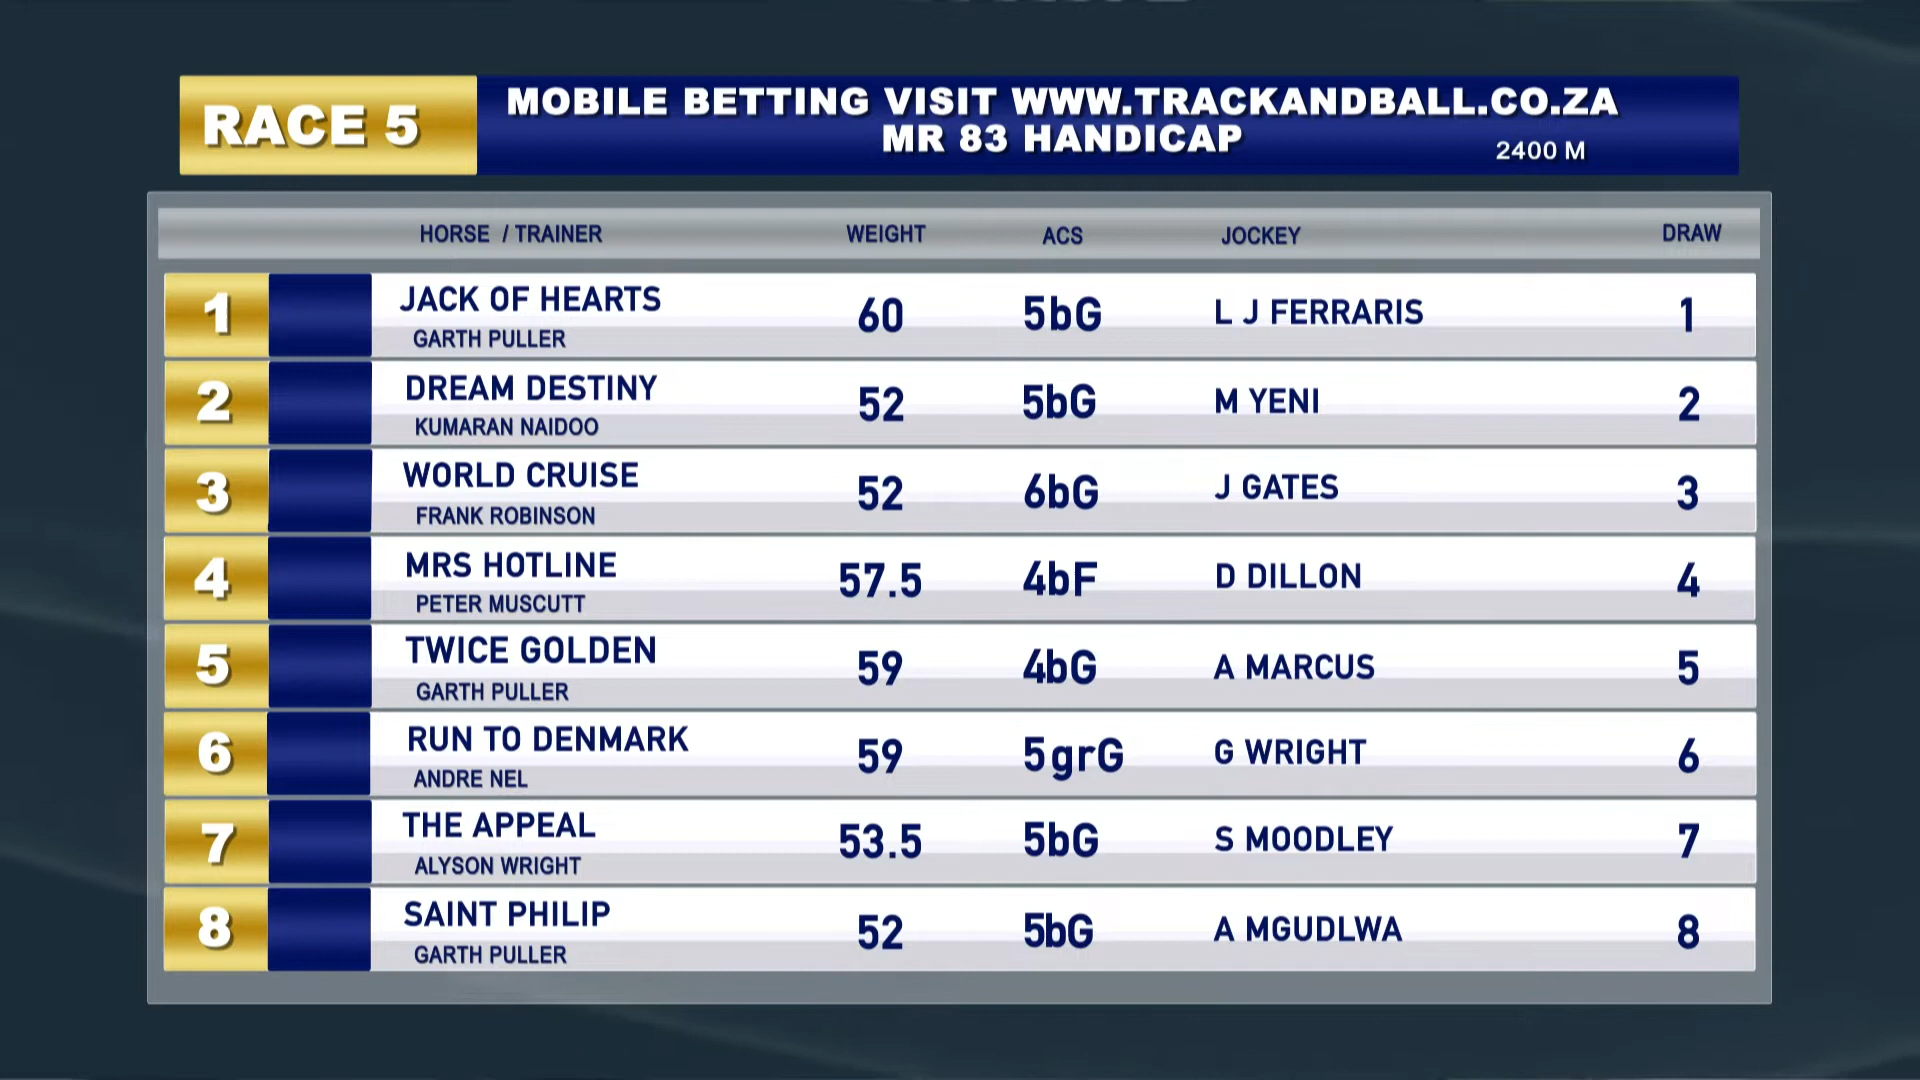 RACE 5
MOBILE BETTING VISIT WWW.TRACKANDBALL.CO.ZA
MR 83 HANDICAP
2400 M
HORSE / TRAINER WEIGHT ACS JOCKEY DRAW
1 JACK OF HEARTS 60 5bG L J FERRARIS 1
GARTH PULLER
2 DREAM DESTINY 52 5bG M YENI 2
KUMARAN NAIDOO
3 WORLD CRUISE 52 6bG J GATES 3
FRANK ROBINSON
4 MRS HOTLINE 57.5 4bF D DILLON 4
PETER MUSCUTT
5 TWICE GOLDEN 59 4bG A MARCUS 5
GARTH PULLER
6 RUN TO DENMARK 59 5grG G WRIGHT 6
ANDRE NEL
7 THE APPEAL 53.5 5bG S MOODLEY 7
ALYSON WRIGHT
8 SAINT PHILIP 52 5bG A MGUDLWA 8
GARTH PULLER